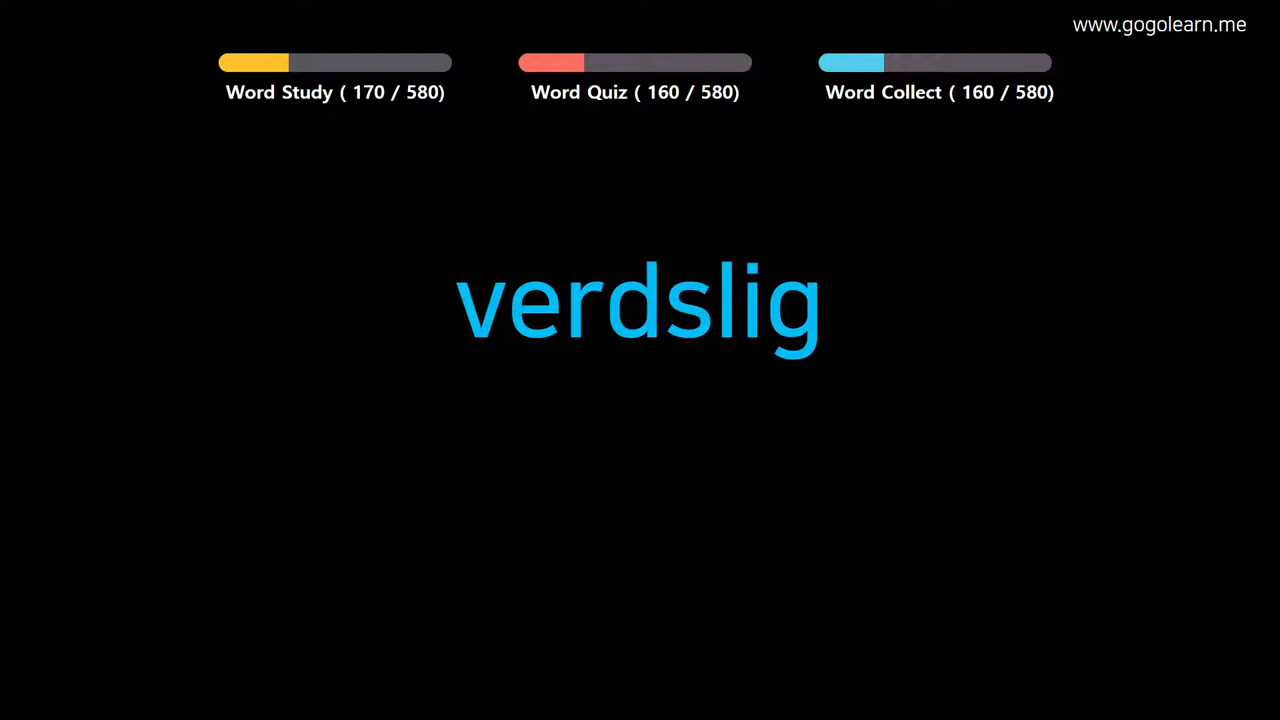 www.gogolearn.me
Word Study ( 170 / 580)
Word Quiz ( 160 / 580)
Word Collect ( 160 / 580)
verdslig